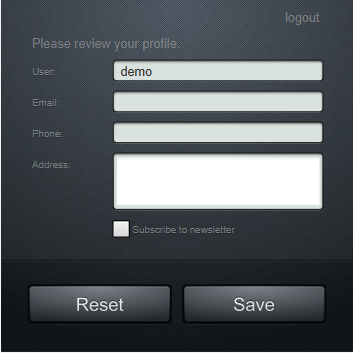 logout
Please review your profile.
User: demo
Email:
Phone:
Address:
Subscribe to newsletter
Reset Save